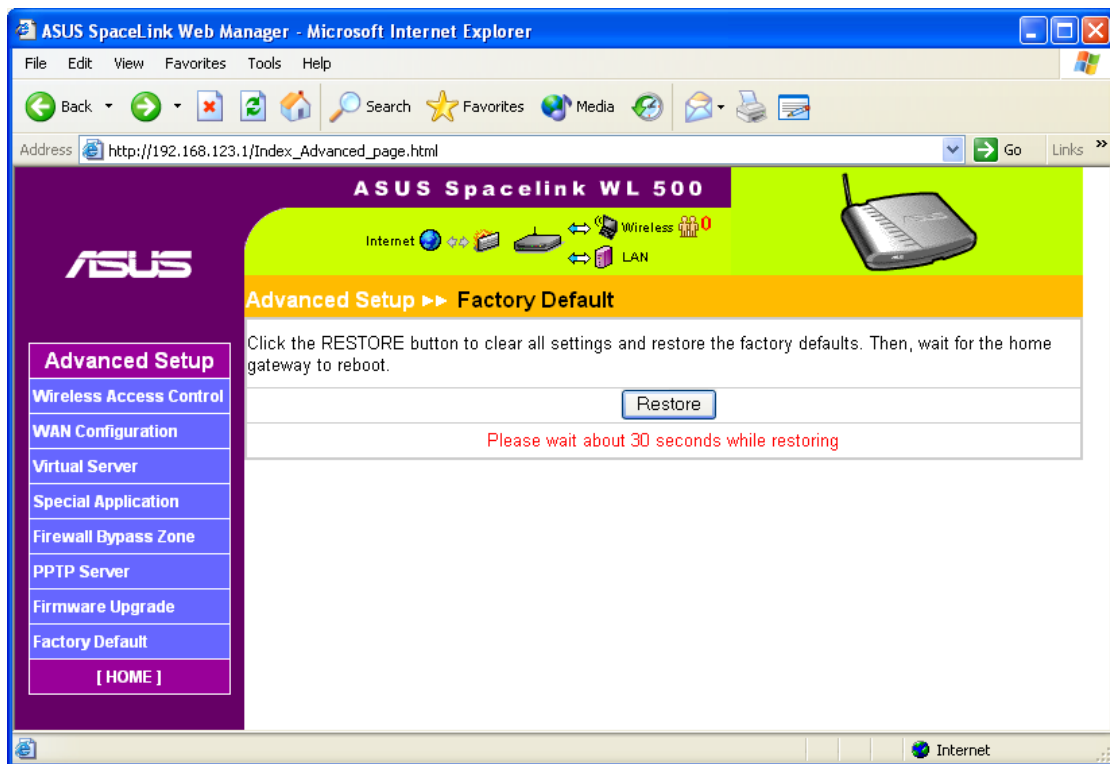 ASUS SpaceLink Web Manager - Microsoft Internet Explorer
File Edit View Favorites Tools Help
Back Search Favorites Media
Address http://192.168.123.1/Index_Advanced_page.html Go Links »
ASUS Spacelink WL 500
Internet Wireless 0
LAN
ASUS
Advanced Setup ▸▸ Factory Default
Click the RESTORE button to clear all settings and restore the factory defaults. Then, wait for the home
gateway to reboot.
Restore
Please wait about 30 seconds while restoring
Advanced Setup
Wireless Access Control
WAN Configuration
Virtual Server
Special Application
Firewall Bypass Zone
PPTP Server
Firmware Upgrade
Factory Default
[ HOME ]
Internet